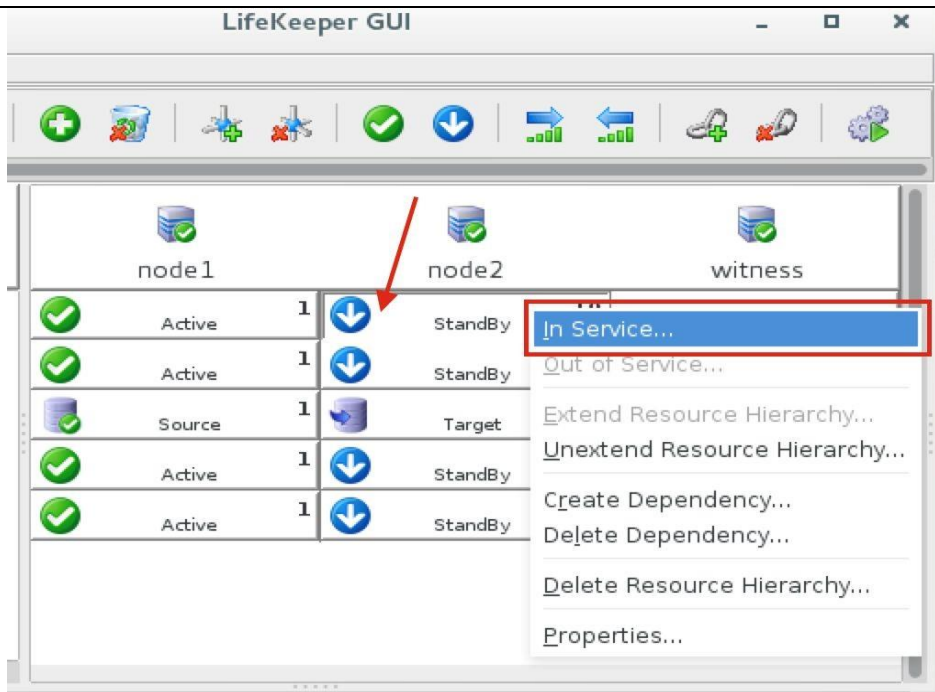 LifeKeeper GUI
node1
node2
witness
Active 1
StandBy
In Service...
Active 1
StandBy
Out of Service...
Source 1
Target
Extend Resource Hierarchy...
Unextend Resource Hierarchy...
Active 1
StandBy
Create Dependency...
Active 1
StandBy
Delete Dependency...
Delete Resource Hierarchy...
Properties...